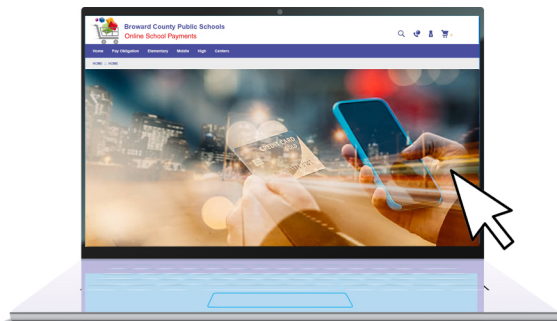 Broward County Public Schools
Online School Payments
Home Pay Obligation Elementary Middle High Centers
HOME :: HOME
CREDIT CARD